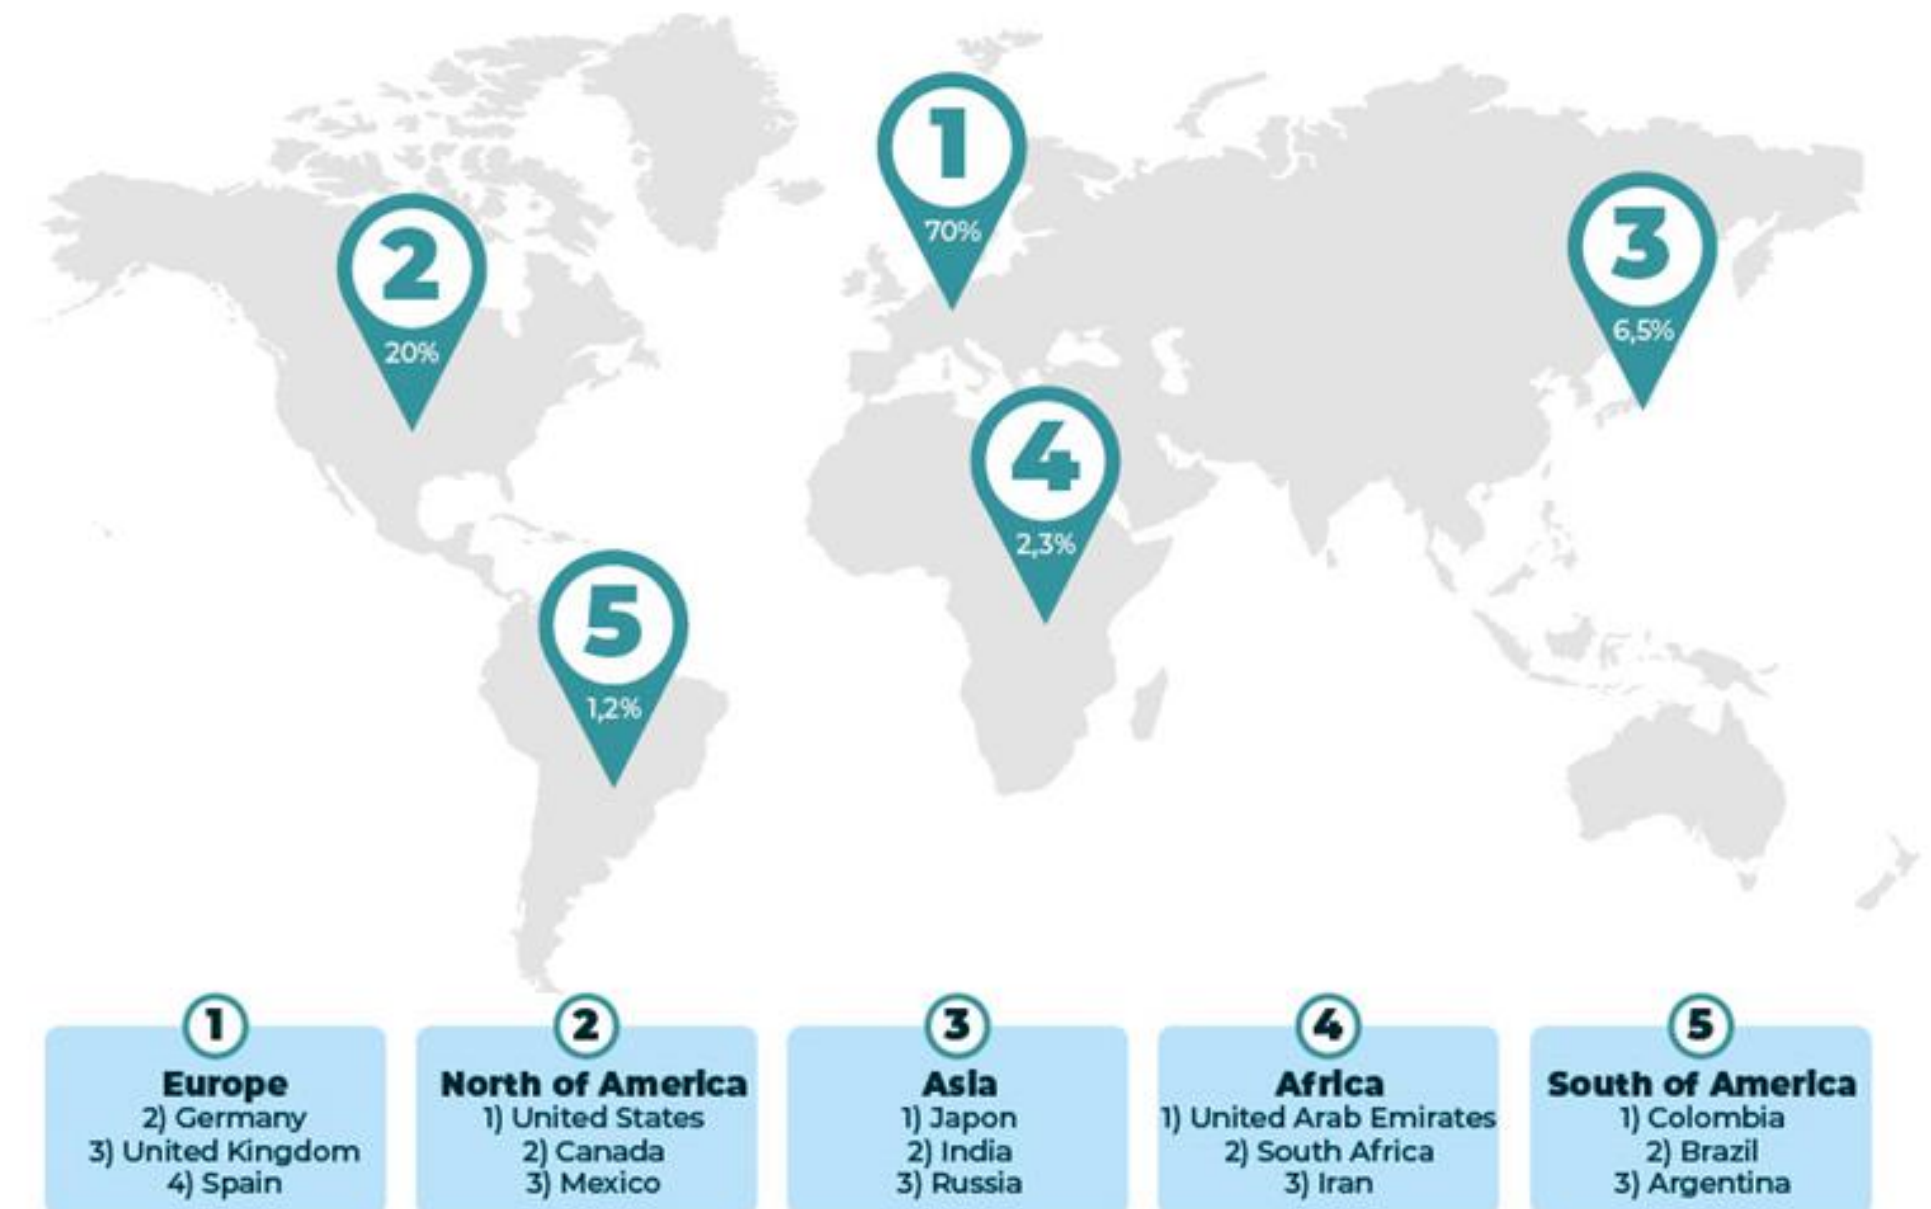 1
70%
2
20%
3
6,5%
4
2,3%
5
1,2%
1
Europe
2) Germany
3) United Kingdom
4) Spain
2
North of America
1) United States
2) Canada
3) Mexico
3
Asia
1) Japon
2) India
3) Russia
4
Africa
1) United Arab Emirates
2) South Africa
3) Iran
5
South of America
1) Colombia
2) Brazil
3) Argentina